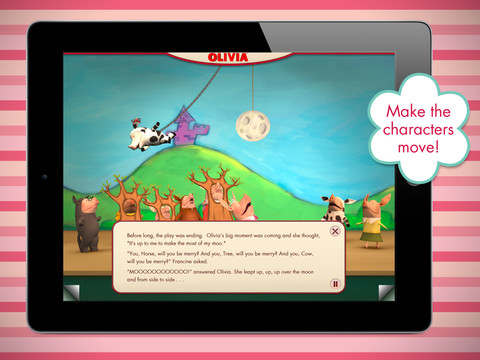 OLIVIA
Make the
characters
move!
Before long, the play was ending. Olivia's big moment was coming and she thought,
"It's up to me to make the most of my moo."
"You, Horse, will you be merry? And you, Tree, will you be merry? And you, Cow,
will you be merry?" Francine asked.
"MOOOOOOOOOOOO!" answered Olivia. She leapt up, up, up over the moon
and from side to side . . .